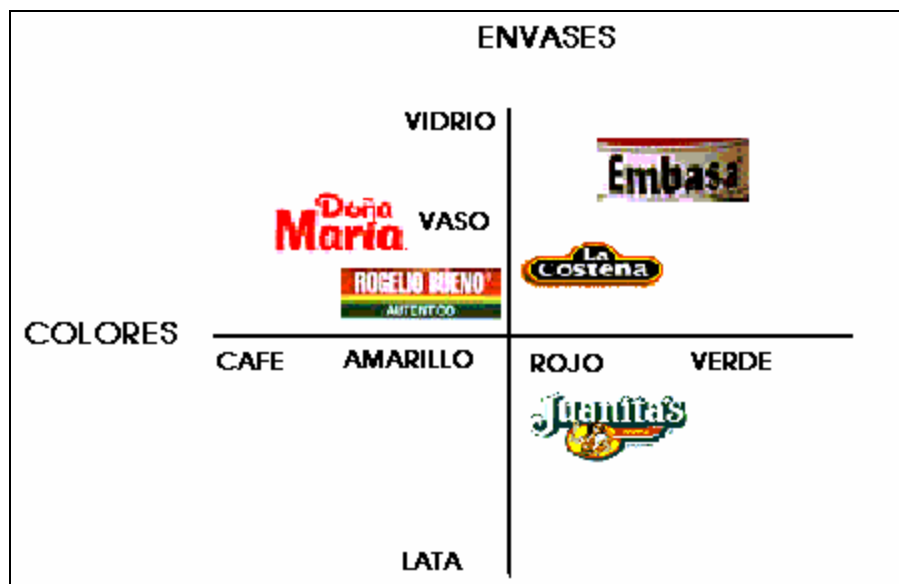 ENVASES
VIDRIO
Embasa
Doña
María
VASO
La
Costeña
ROGELIO BUENO
AUTENTICO
COLORES
CAFE
AMARILLO
ROJO
VERDE
Juanita's
LATA